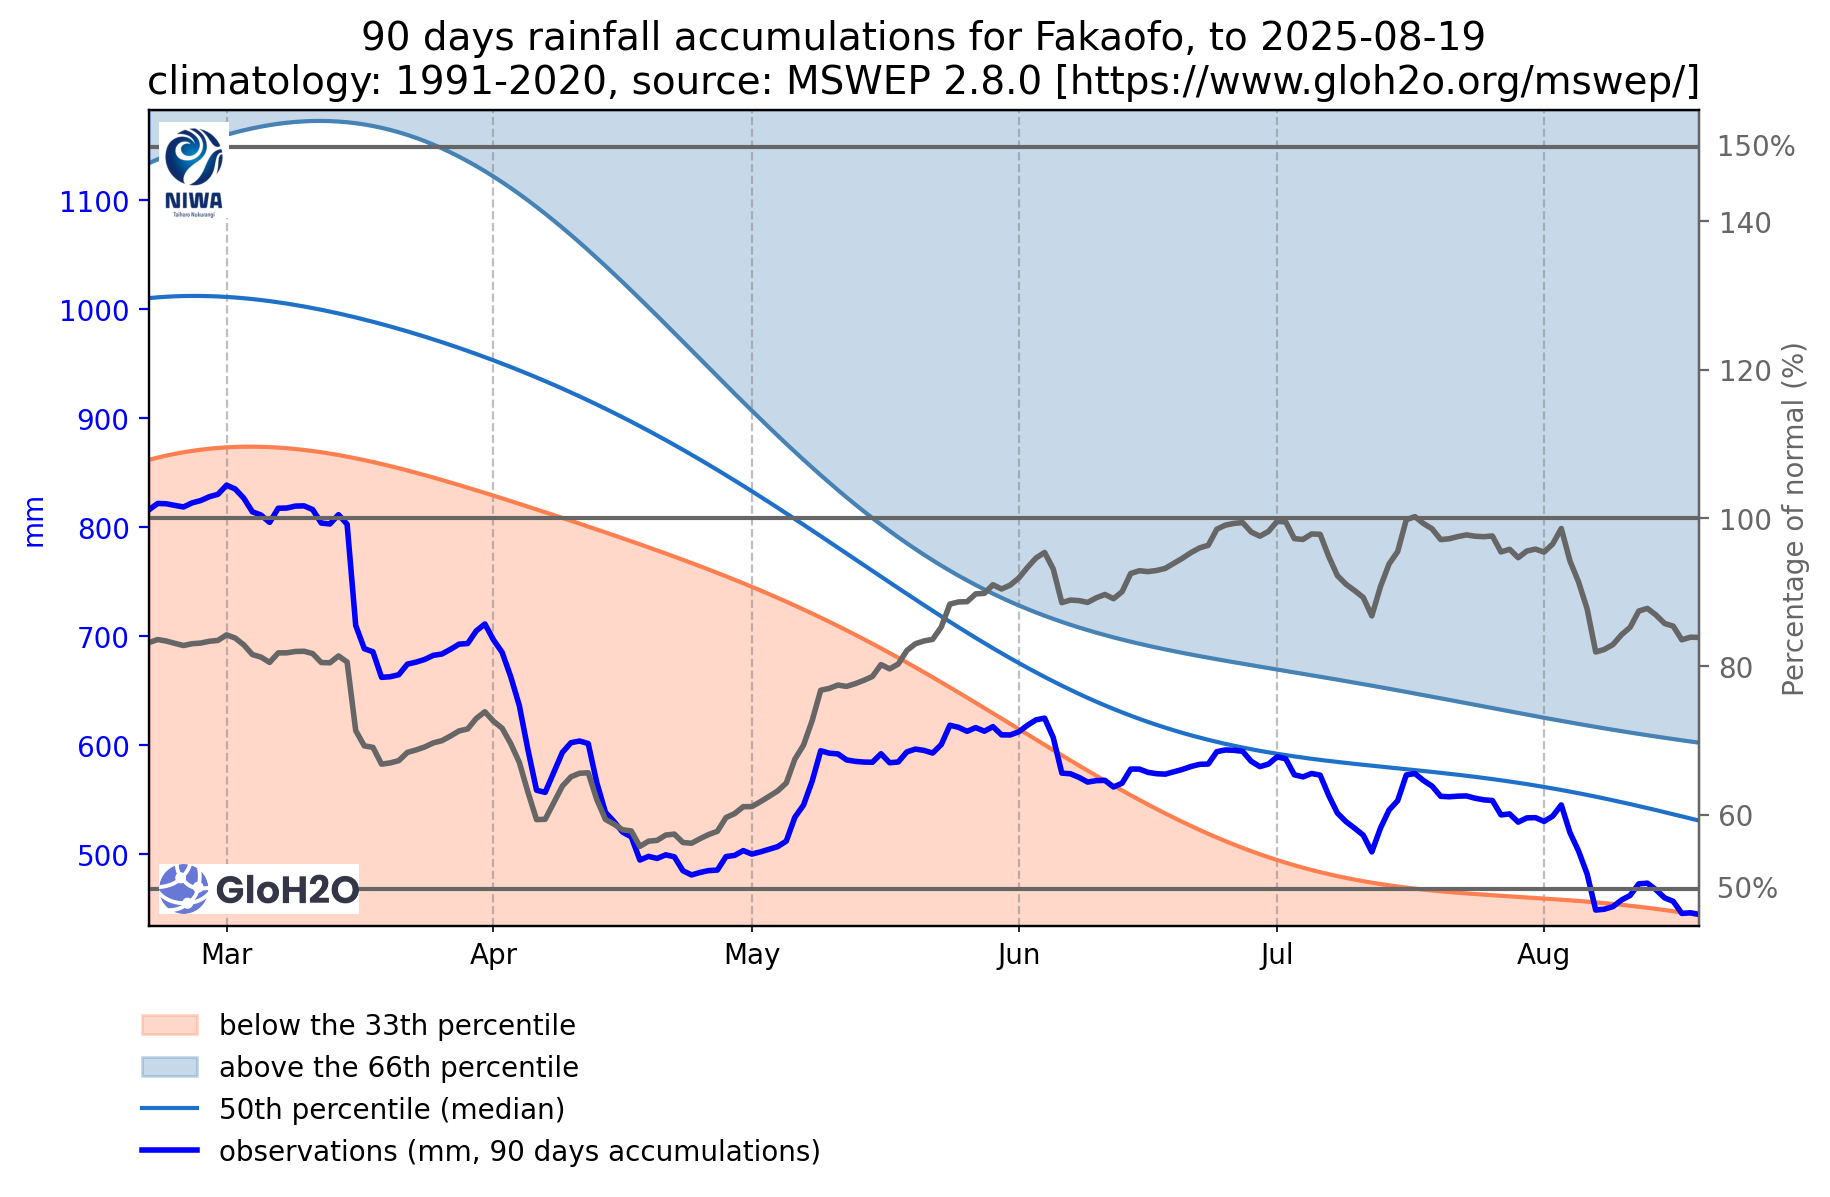 90 days rainfall accumulations for Fakaofo, to 2025-08-19
climatology: 1991-2020, source: MSWEP 2.8.0 [https://www.gloh2o.org/mswep/]
NIWA
Taihoro Nukurangi
1100
1000
900
800
700
600
500
mm
150%
140
120
100
80
60
50%
Percentage of normal (%)
GloH2O
Mar
Apr
May
Jun
Jul
Aug
below the 33th percentile
above the 66th percentile
50th percentile (median)
observations (mm, 90 days accumulations)